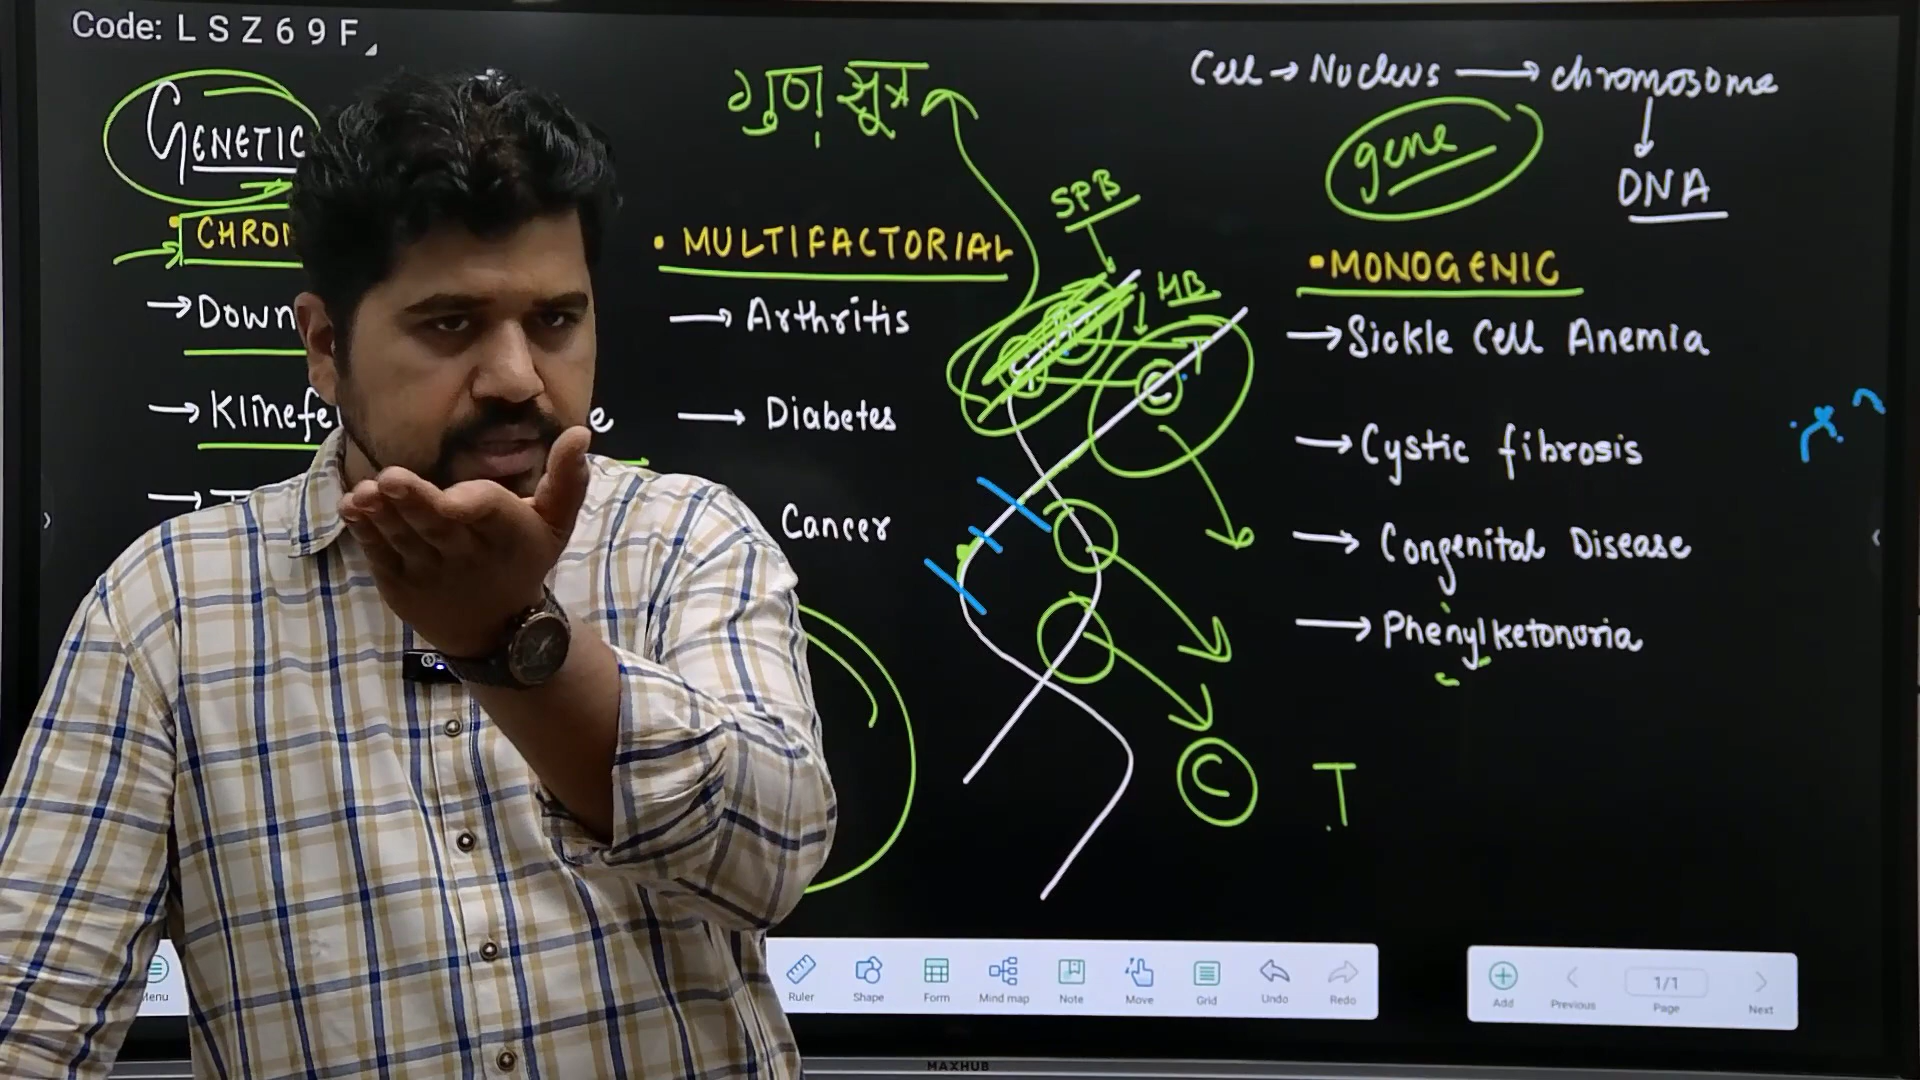 Code: LSZ69F
GENETIC
गुण सूत्र
Cell → Nucleus → chromosome
gene
DNA
SPB
HB
• CHROM
→ Down
→ Klinefe e
• MULTIFACTORIAL
→ Arthritis
→ Diabetes
Cancer
T
C
• MONOGENIC
→ Sickle Cell Anemia
→ Cystic fibrosis
→ Congenital Disease
→ Phenylketonuria
C T
Menu
Ruler
Shape
Form
Mind map
Note
Move
Grid
Undo
Redo
Add
Previous
1/1
Page
Next
MAXHUB